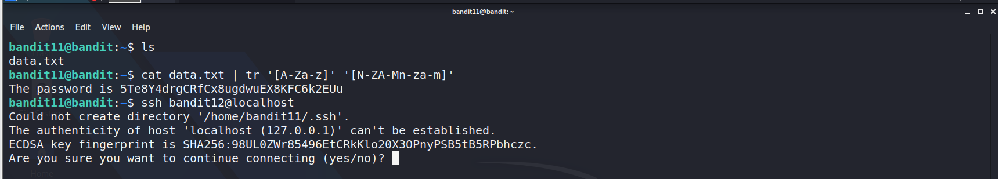 bandit11@bandit: ~
File Actions Edit View Help
bandit11@bandit:~$ ls
data.txt
bandit11@bandit:~$ cat data.txt | tr '[A-Za-z]' '[N-ZA-Mn-za-m]'
The password is 5Te8Y4drgCRfCx8ugdwuEX8KFC6k2EUu
bandit11@bandit:~$ ssh bandit12@localhost
Could not create directory '/home/bandit11/.ssh'.
The authenticity of host 'localhost (127.0.0.1)' can't be established.
ECDSA key fingerprint is SHA256:98UL0ZWr85496EtCRkKlo20X3OPnyPSB5tB5RPbhczc.
Are you sure you want to continue connecting (yes/no)?
Home